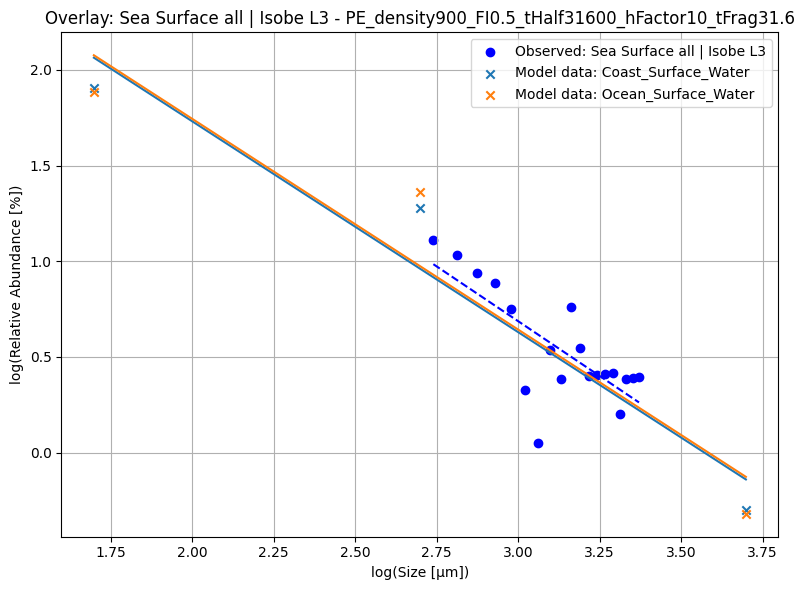 Overlay: Sea Surface all | Isobe L3 - PE_density900_FI0.5_tHalf31600_hFactor10_tFrag31.6
Observed: Sea Surface all | Isobe L3
Model data: Coast_Surface_Water
Model data: Ocean_Surface_Water
log(Relative Abundance [%])
2.0
1.5
1.0
0.5
0.0
1.75 2.00 2.25 2.50 2.75 3.00 3.25 3.50 3.75
log(Size [μm])